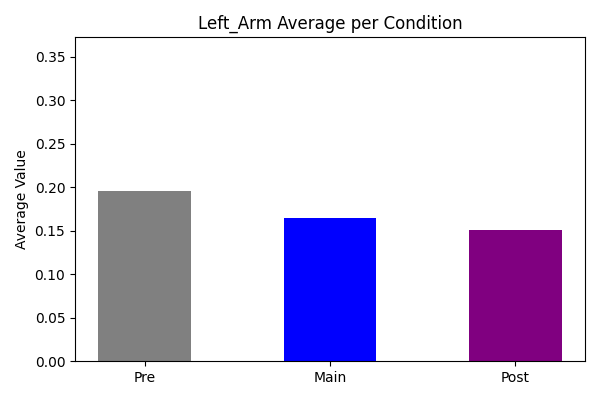 Left_Arm Average per Condition
Average Value
0.35
0.30
0.25
0.20
0.15
0.10
0.05
0.00
Pre
Main
Post